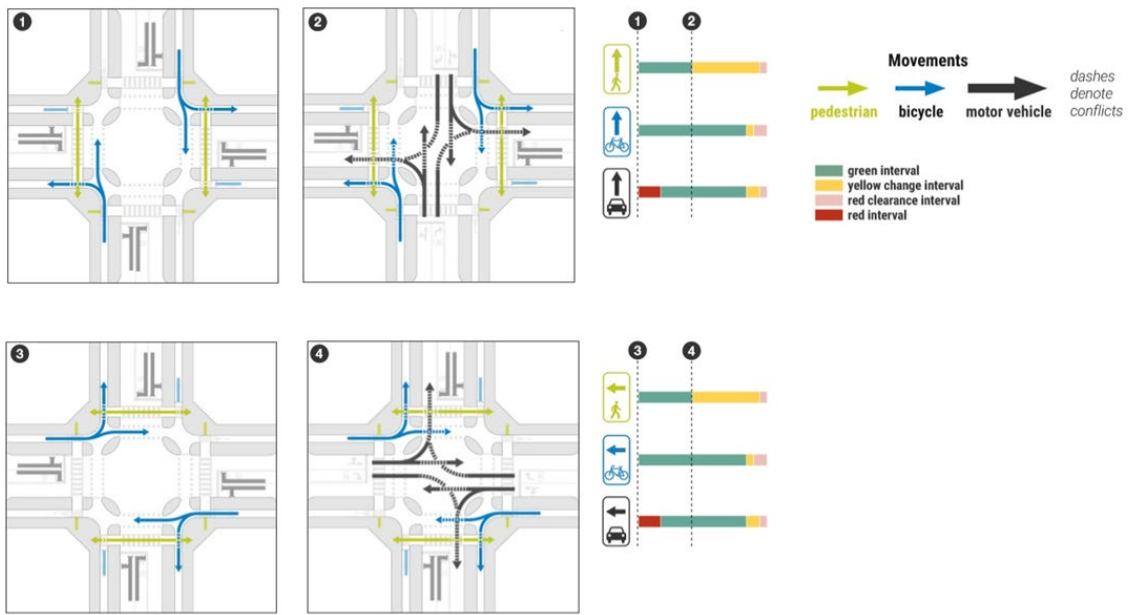 1
2
1
2
Movements
pedestrian
bicycle
motor vehicle
dashes
denote
conflicts
green interval
yellow change interval
red clearance interval
red interval
3
4
3
4